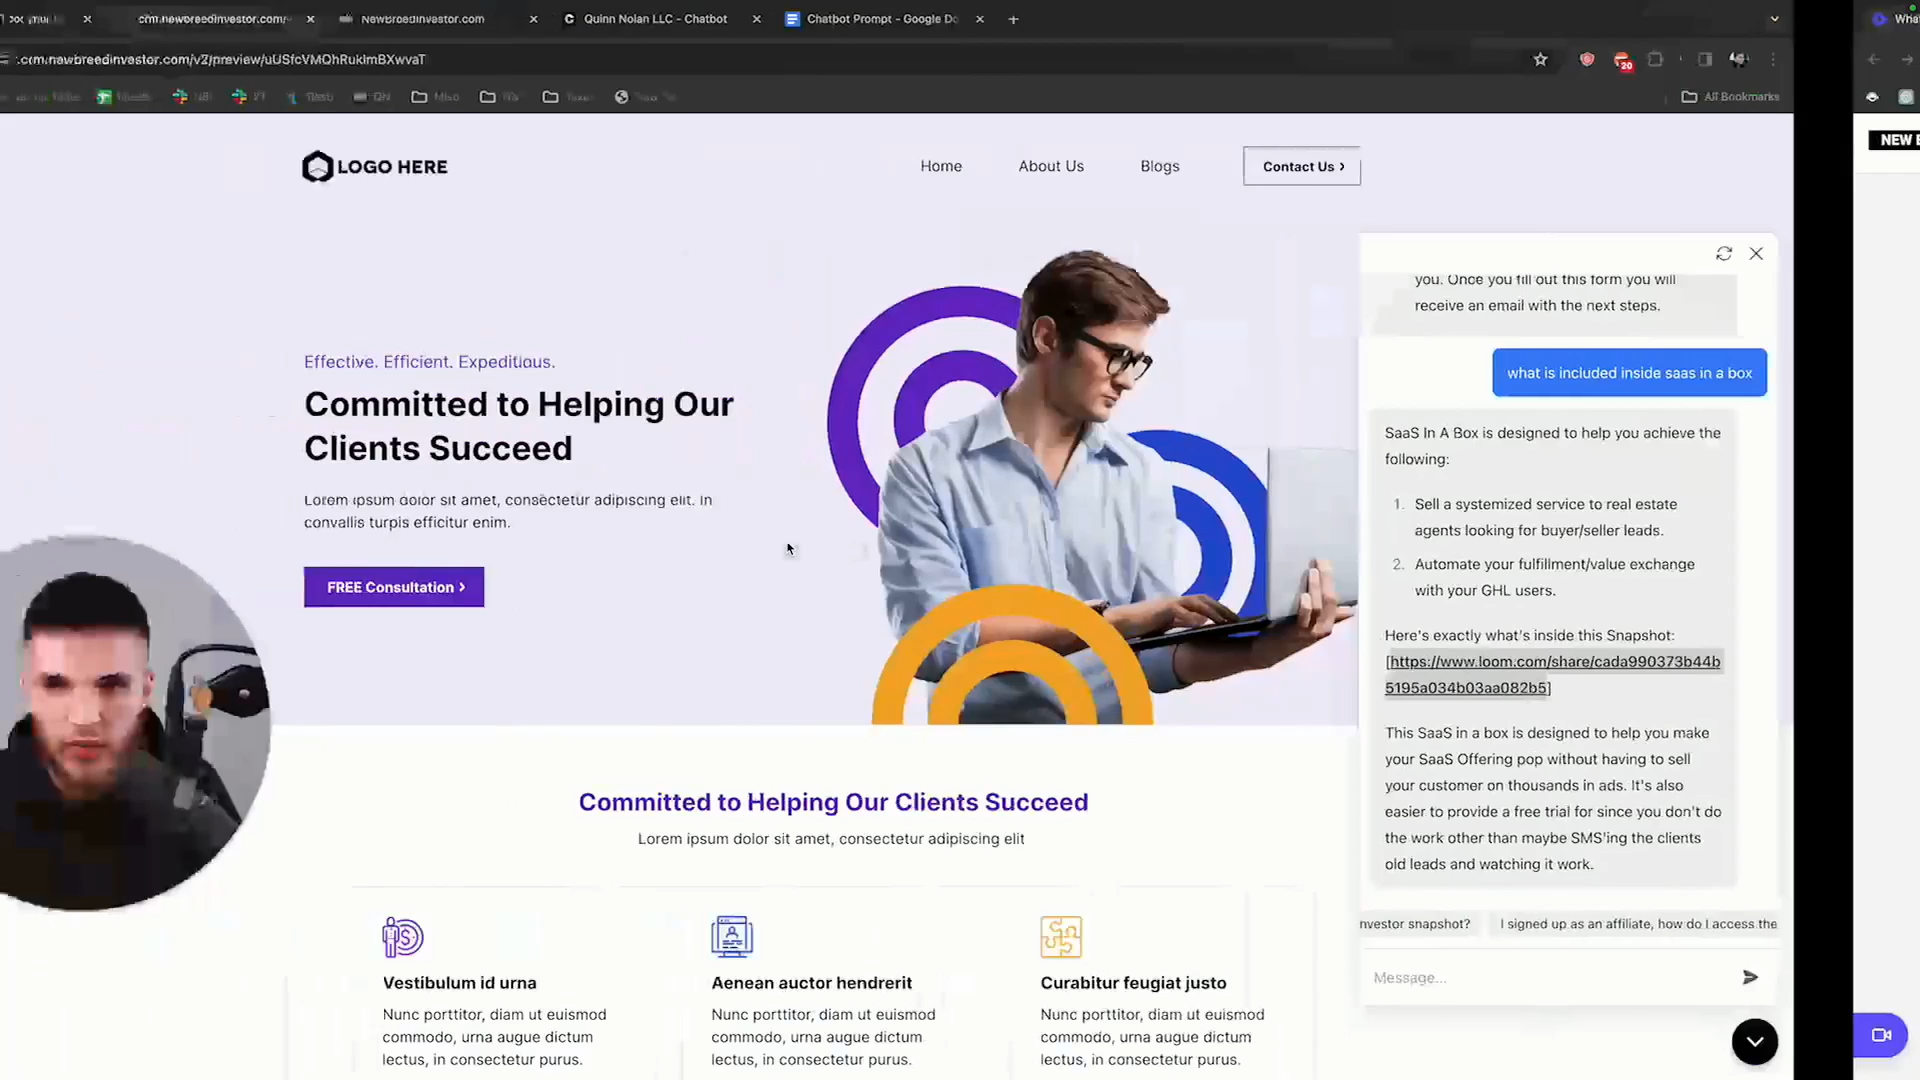 crm.newbreedinvestor.com/
Newbreedinvestor.com
Quinn Nolan LLC - Chatbot
Chatbot Prompt - Google Do
What
crm.newbreedinvestor.com/v2/preview/uUSfcVMQhRukImBXwvaT
20
All Bookmarks
NEW
LOGO HERE
Home
About Us
Blogs
Contact Us ›
you. Once you fill out this form you will
receive an email with the next steps.
what is included inside saas in a box
Effective. Efficient. Expeditious.
Committed to Helping Our
Clients Succeed
Lorem ipsum dolor sit amet, consectetur adipiscing elit. In
convallis turpis efficitur enim.
FREE Consultation ›
SaaS In A Box is designed to help you achieve the
following:
1. Sell a systemized service to real estate
agents looking for buyer/seller leads.
2. Automate your fulfillment/value exchange
with your GHL users.
Here's exactly what's inside this Snapshot:
[https://www.loom.com/share/cada990373b44b
5195a034b03aa082b5]
This SaaS in a box is designed to help you make
your SaaS Offering pop without having to sell
your customer on thousands in ads. It's also
easier to provide a free trial for since you don't do
the work other than maybe SMS'ing the clients
old leads and watching it work.
nvestor snapshot?
I signed up as an affiliate, how do I access the
Message...
Committed to Helping Our Clients Succeed
Lorem ipsum dolor sit amet, consectetur adipiscing elit
Vestibulum id urna
Nunc porttitor, diam ut euismod
commodo, urna augue dictum
lectus, in consectetur purus.
Aenean auctor hendrerit
Nunc porttitor, diam ut euismod
commodo, urna augue dictum
lectus, in consectetur purus.
Curabitur feugiat justo
Nunc porttitor, diam ut euismod
commodo, urna augue dictum
lectus, in consectetur purus.